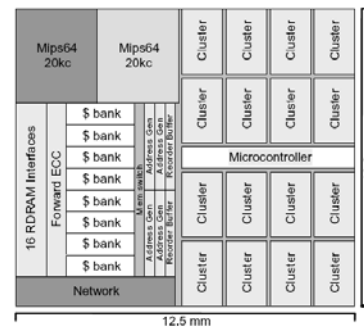 Mips64
20kc
Mips64
20kc
Cluster
Cluster
Cluster
Cluster
Cluster
Cluster
Cluster
Cluster
16 RDRAM Interfaces
Forward ECC
$ bank
$ bank
$ bank
$ bank
$ bank
$ bank
$ bank
$ bank
Mem switch
Address Gen
Address Gen
Reorder Buffer
Address Gen
Address Gen
Reorder Buffer
Microcontroller
Cluster
Cluster
Cluster
Cluster
Cluster
Cluster
Cluster
Cluster
Network
12.5 mm